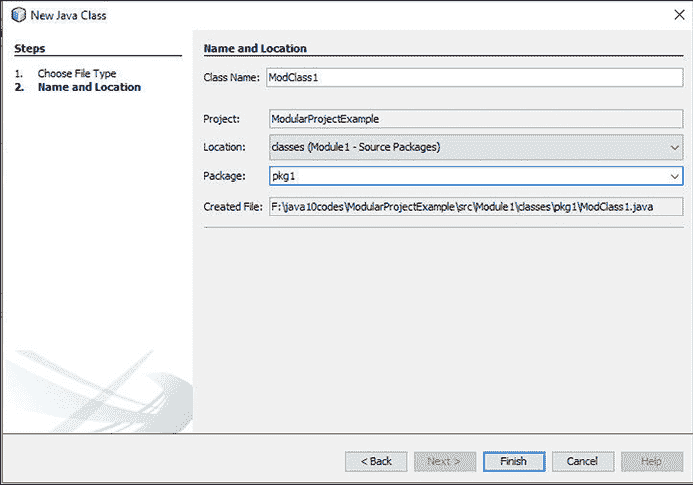 New Java Class
Steps
1. Choose File Type
2. Name and Location
Name and Location
Class Name: ModClass1
Project: ModularProjectExample
Location: classes (Module1 - Source Packages)
Package: pkg1
Created File: F:\java10codes\ModularProjectExample\src\Module1\classes\pkg1\ModClass1.java
< Back Next > Finish Cancel Help